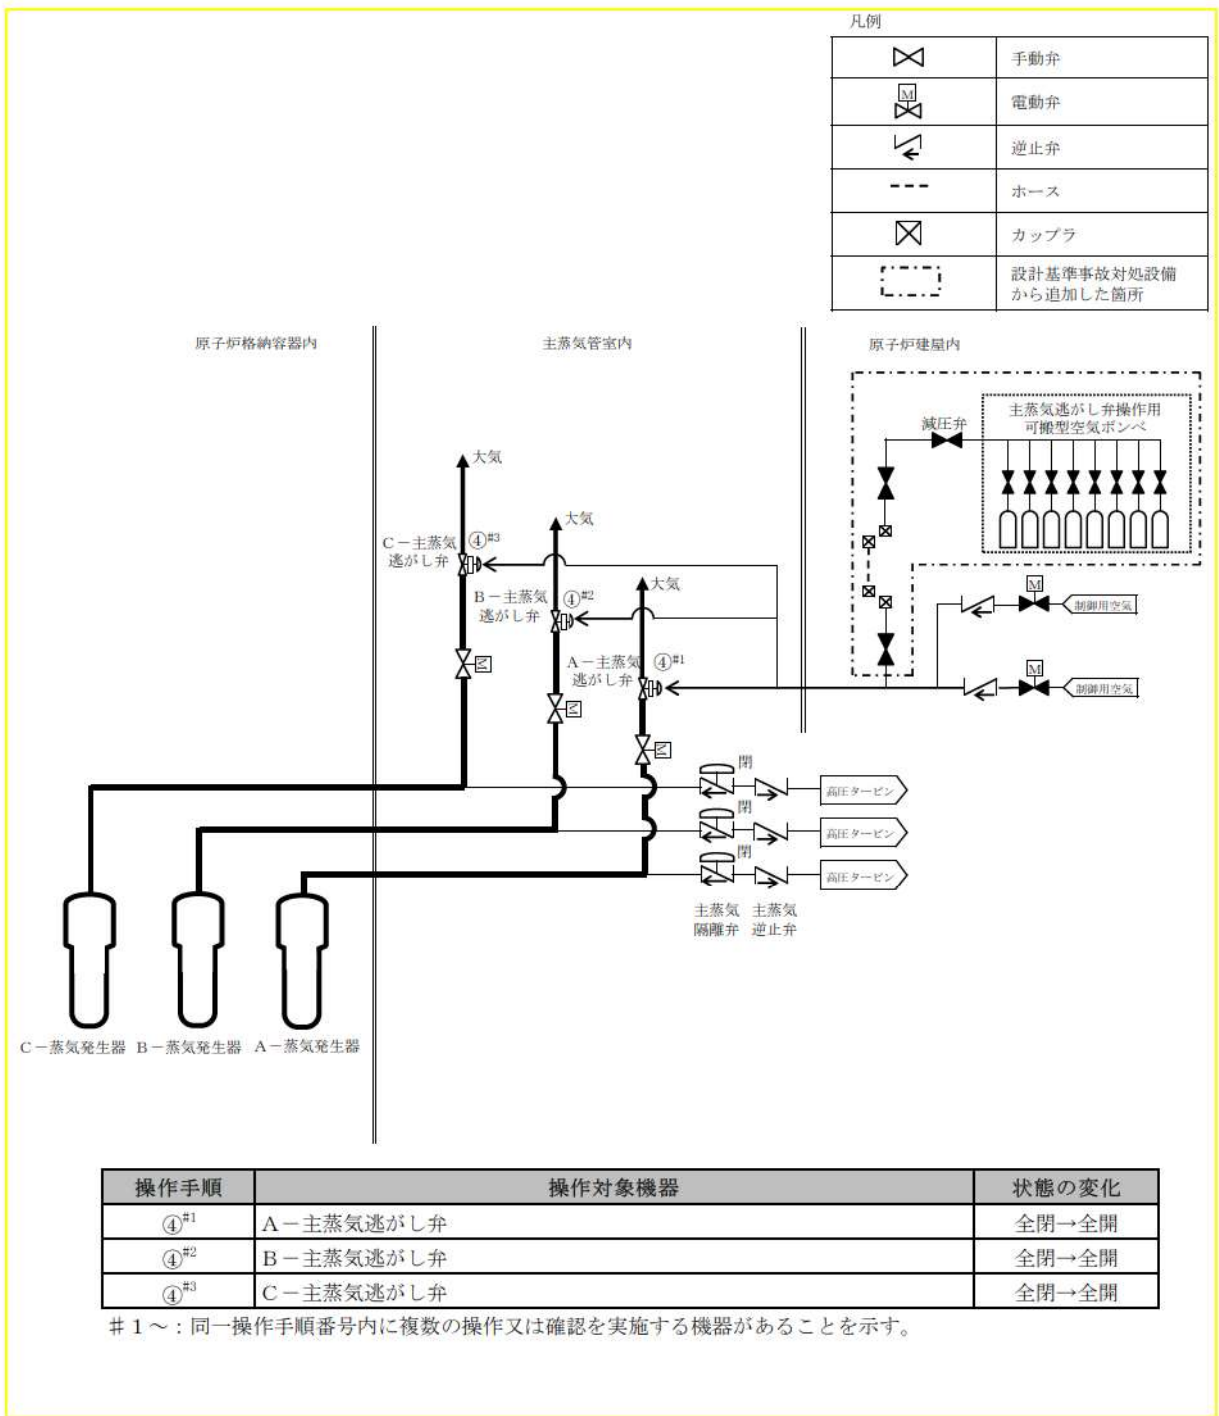 凡例
手動弁
M
電動弁
逆止弁
ホース
カップラ
設計基準事故対処設備
から追加した箇所
原子炉格納容器内
主蒸気管室内
原子炉建屋内
主蒸気逃がし弁操作用
可搬型空気ボンベ
減圧弁
大気
C－主蒸気
逃がし弁
④#3
大気
B－主蒸気
逃がし弁
④#2
大気
A－主蒸気
逃がし弁
④#1
M
制御用空気
M
制御用空気
M
M
M
閉
高圧タービン
閉
高圧タービン
閉
高圧タービン
主蒸気
隔離弁
主蒸気
逆止弁
C－蒸気発生器
B－蒸気発生器
A－蒸気発生器
操作手順 操作対象機器 状態の変化
④#1 A－主蒸気逃がし弁 全閉→全開
④#2 B－主蒸気逃がし弁 全閉→全開
④#3 C－主蒸気逃がし弁 全閉→全開
＃１～：同一操作手順番号内に複数の操作又は確認を実施する機器があることを示す。